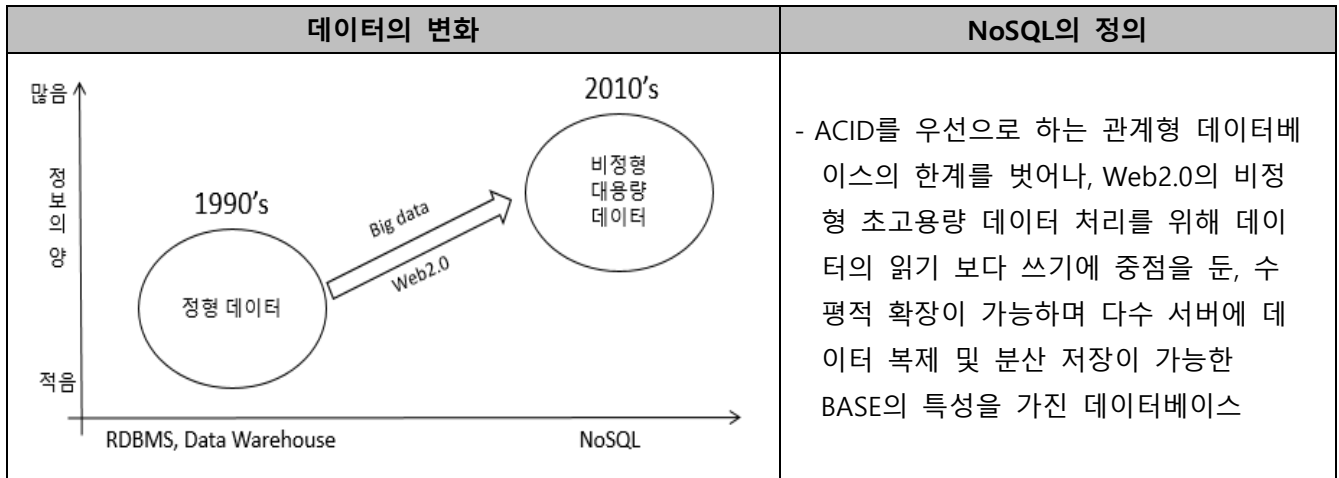 데이터의 변화
NoSQL의 정의
많음
2010's
비정형
대용량
데이터
정보의 양
1990's
Big data
Web2.0
정형 데이터
적음
RDBMS, Data Warehouse
NoSQL
- ACID를 우선으로 하는 관계형 데이터베
이스의 한계를 벗어나, Web2.0의 비정
형 초고용량 데이터 처리를 위해 데이
터의 읽기 보다 쓰기에 중점을 둔, 수
평적 확장이 가능하며 다수 서버에 데
이터 복제 및 분산 저장이 가능한
BASE의 특성을 가진 데이터베이스